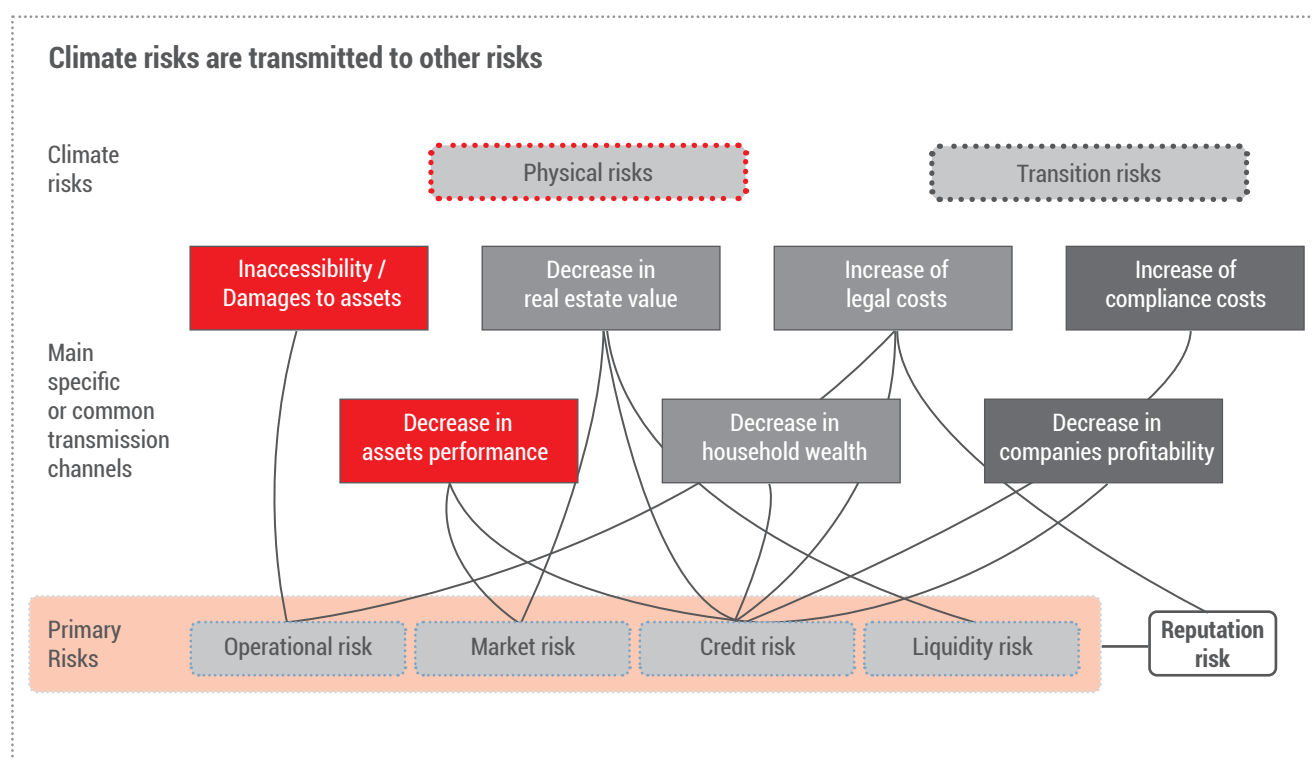 Climate risks are transmitted to other risks
Climate
risks
Physical risks
Transition risks
Inaccessibility /
Damages to assets
Decrease in
real estate value
Increase of
legal costs
Increase of
compliance costs
Main
specific
or common
transmission
channels
Decrease in
assets performance
Decrease in
household wealth
Decrease in
companies profitability
Primary
Risks
Operational risk
Market risk
Credit risk
Liquidity risk
Reputation
risk